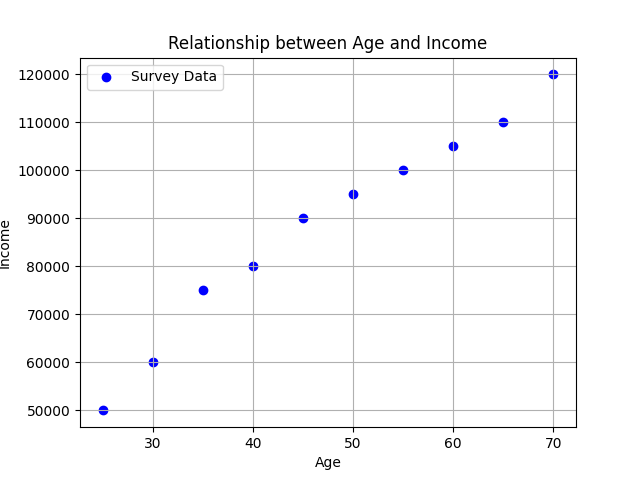 Relationship between Age and Income
Survey Data
120000
110000
100000
90000
80000
70000
60000
50000
Income
30 40 50 60 70
Age